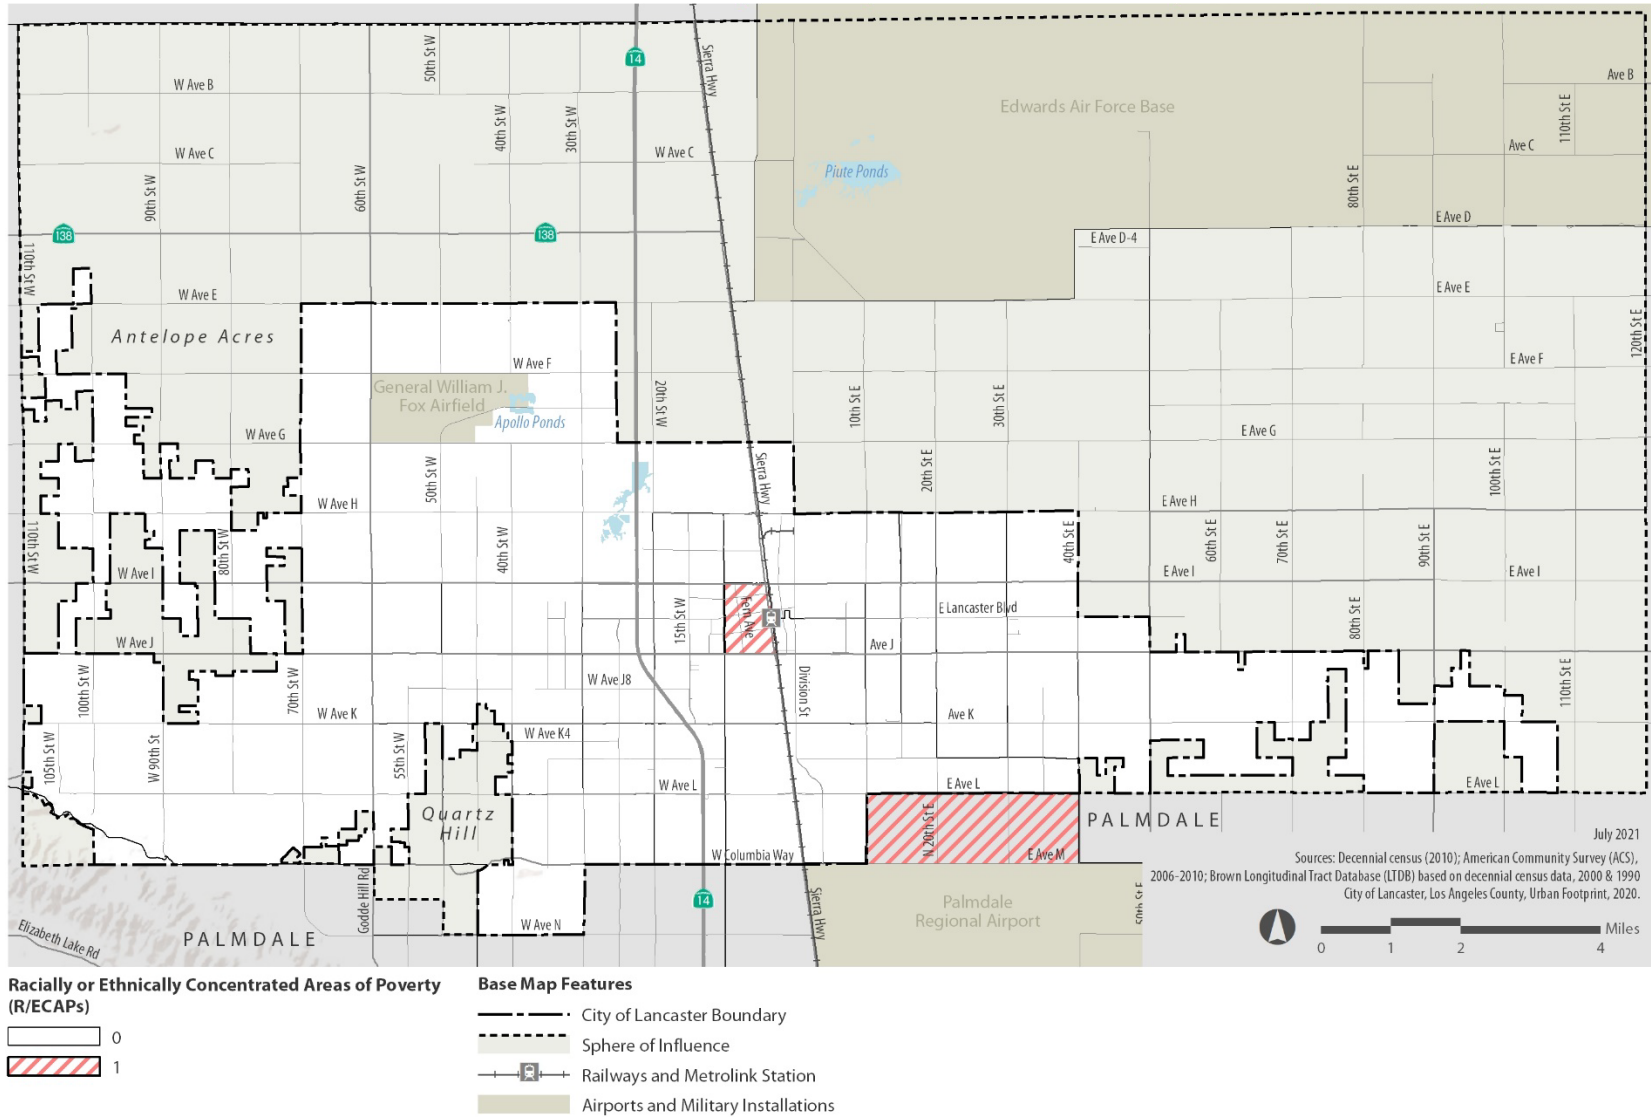 14
Sierra Hwy
50th St W
W Ave B
Ave B
Edwards Air Force Base
40th St W
30th St W
110th St E
W Ave C
W Ave C
Ave C
Piute Ponds
90th St W
60th St W
80th St E
138
138
E Ave D
E Ave D-4
110th St W
W Ave E
E Ave E
Antelope Acres
120th St E
W Ave F
E Ave F
General William J.
Fox Airfield
Apollo Ponds
20th St W
10th St E
30th St E
W Ave G
E Ave G
50th St W
Sierra Hwy
20th St E
100th St E
W Ave H
E Ave H
110th St W
80th St W
40th St W
40th St E
60th St E
70th St E
90th St E
W Ave I
E Ave I
E Ave I
Fern Ave
15th St W
E Lancaster Blvd
80th St E
W Ave J
Ave J
100th St W
70th St W
W Ave J8
Division St
110th St E
W Ave K
Ave K
W Ave K4
105th St W
W 90th St
55th St W
W Ave L
E Ave L
E Ave L
Quartz
Hill
N 20th St E
PALMDALE
W Columbia Way
E Ave M
July 2021
Sources: Decennial census (2010); American Community Survey (ACS),
2006-2010; Brown Longitudinal Tract Database (LTDB) based on decennial census data, 2000 & 1990
City of Lancaster, Los Angeles County, Urban Footprint, 2020.
Godde Hill Rd
14
Sierra Hwy
Palmdale
Regional Airport
50th St E
W Ave N
Elizabeth Lake Rd
PALMDALE
Miles
0 1 2 4
Racially or Ethnically Concentrated Areas of Poverty
(R/ECAPs)
0
1
Base Map Features
City of Lancaster Boundary
Sphere of Influence
Railways and Metrolink Station
Airports and Military Installations